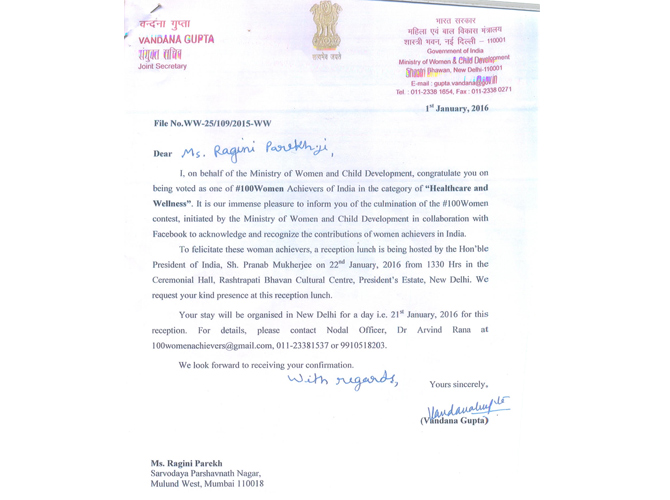 वन्दना गुप्ता
VANDANA GUPTA
संयुक्त सचिव
Joint Secretary
सत्यमेव जयते
भारत सरकार
महिला एवं बाल विकास मंत्रालय
शास्त्री भवन, नई दिल्ली – 110001
Government of India
Ministry of Women & Child Development
Shastri Bhawan, New Delhi-110001
E-mail : gupta.vandana@
Tel. : 011-2338 1654, Fax : 011-2338 0271
1st January, 2016
File No.WW-25/109/2015-WW
Dear Ms. Ragini Parekhji,
I, on behalf of the Ministry of Women and Child Development, congratulate you on
being voted as one of #100Women Achievers of India in the category of “Healthcare and
Wellness”. It is our immense pleasure to inform you of the culmination of the #100Women
contest, initiated by the Ministry of Women and Child Development in collaboration with
Facebook to acknowledge and recognize the contributions of women achievers in India.
To felicitate these woman achievers, a reception lunch is being hosted by the Hon'ble
President of India, Sh. Pranab Mukherjee on 22nd January, 2016 from 1330 Hrs in the
Ceremonial Hall, Rashtrapati Bhavan Cultural Centre, President's Estate, New Delhi. We
request your kind presence at this reception lunch.
Your stay will be organised in New Delhi for a day i.e. 21st January, 2016 for this
reception. For details, please contact Nodal Officer, Dr Arvind Rana at
100womenachievers@gmail.com, 011-23381537 or 9910518203.
We look forward to receiving your confirmation.
With regards,
Yours sincerely,
Vandanagupta
(Vandana Gupta)
Ms. Ragini Parekh
Sarvodaya Parshavnath Nagar,
Mulund West, Mumbai 110018